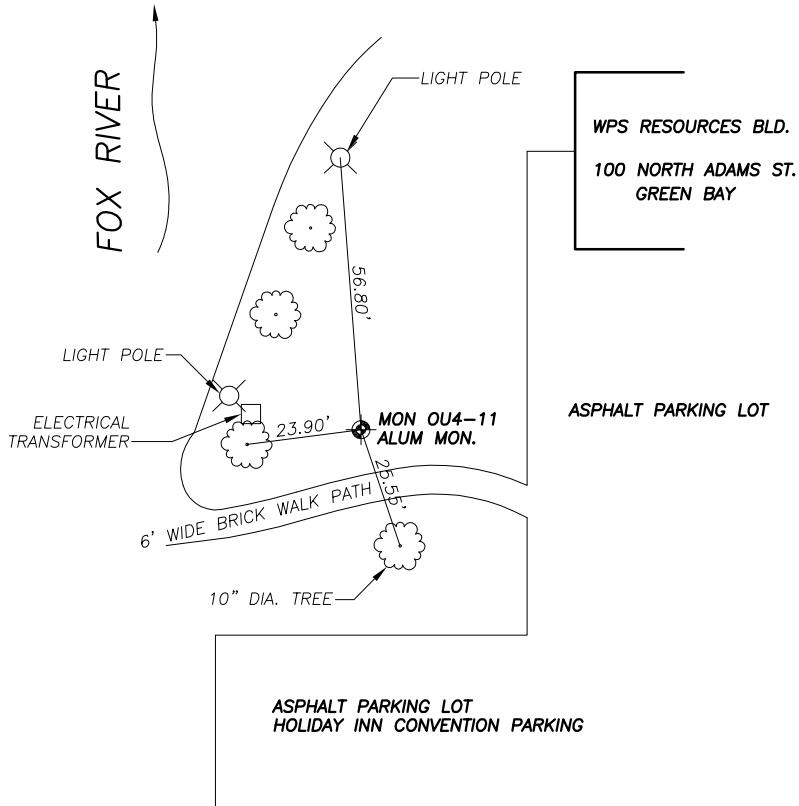 LIGHT POLE
FOX RIVER
WPS RESOURCES BLD.
100 NORTH ADAMS ST.
GREEN BAY
56.80'
LIGHT POLE
ELECTRICAL
TRANSFORMER
23.90'
MON OU4-11
ALUM MON.
ASPHALT PARKING LOT
25.55'
6' WIDE BRICK WALK PATH
10" DIA. TREE
ASPHALT PARKING LOT
HOLIDAY INN CONVENTION PARKING